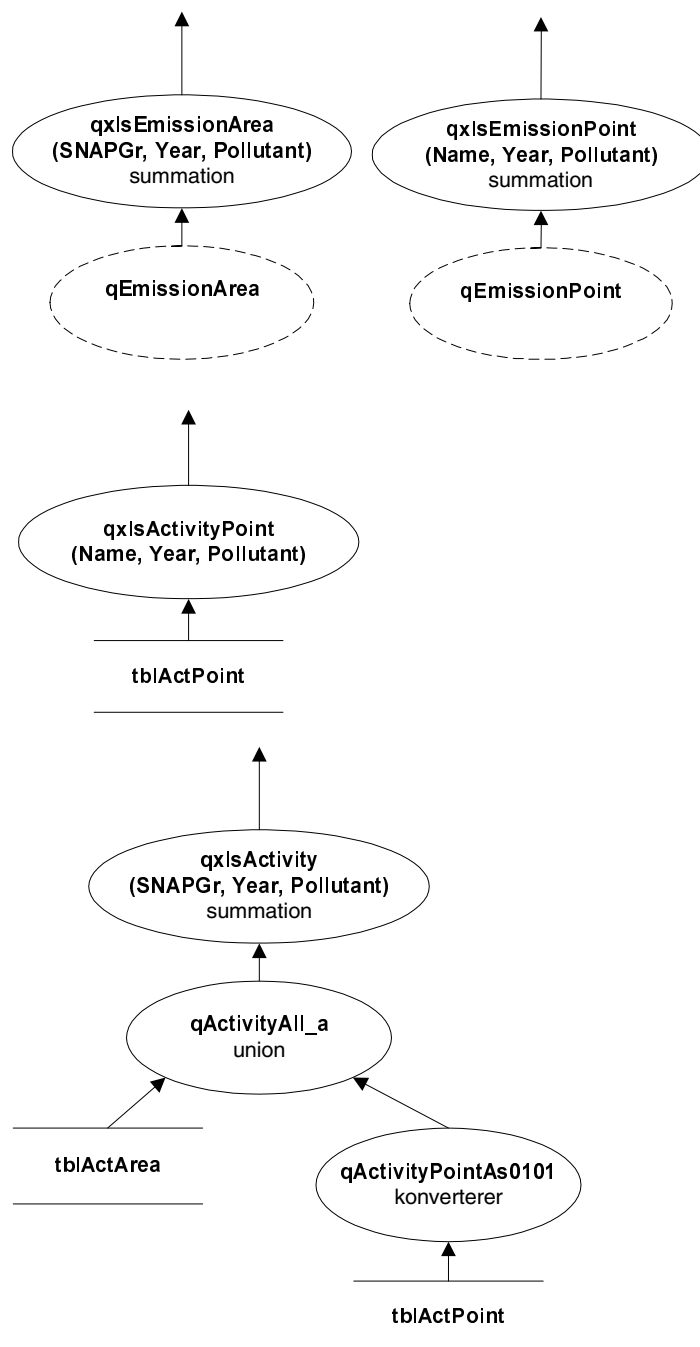 qxlsEmissionArea
(SNAPGr, Year, Pollutant)
summation
qxlsEmissionPoint
(Name, Year, Pollutant)
summation
qEmissionArea
qEmissionPoint
qxlsActivityPoint
(Name, Year, Pollutant)
tblActPoint
qxlsActivity
(SNAPGr, Year, Pollutant)
summation
qActivityAll_a
union
tblActArea
qActivityPointAs0101
konverterer
tblActPoint